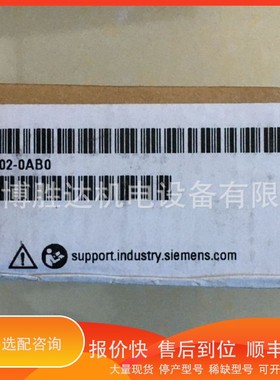 02-0AB0
博胜达机电设备有限
support.industry.siemens.com
选配咨询
报价快 售后到位 顺丰
大量现货 停产型号 稀缺型号 可开